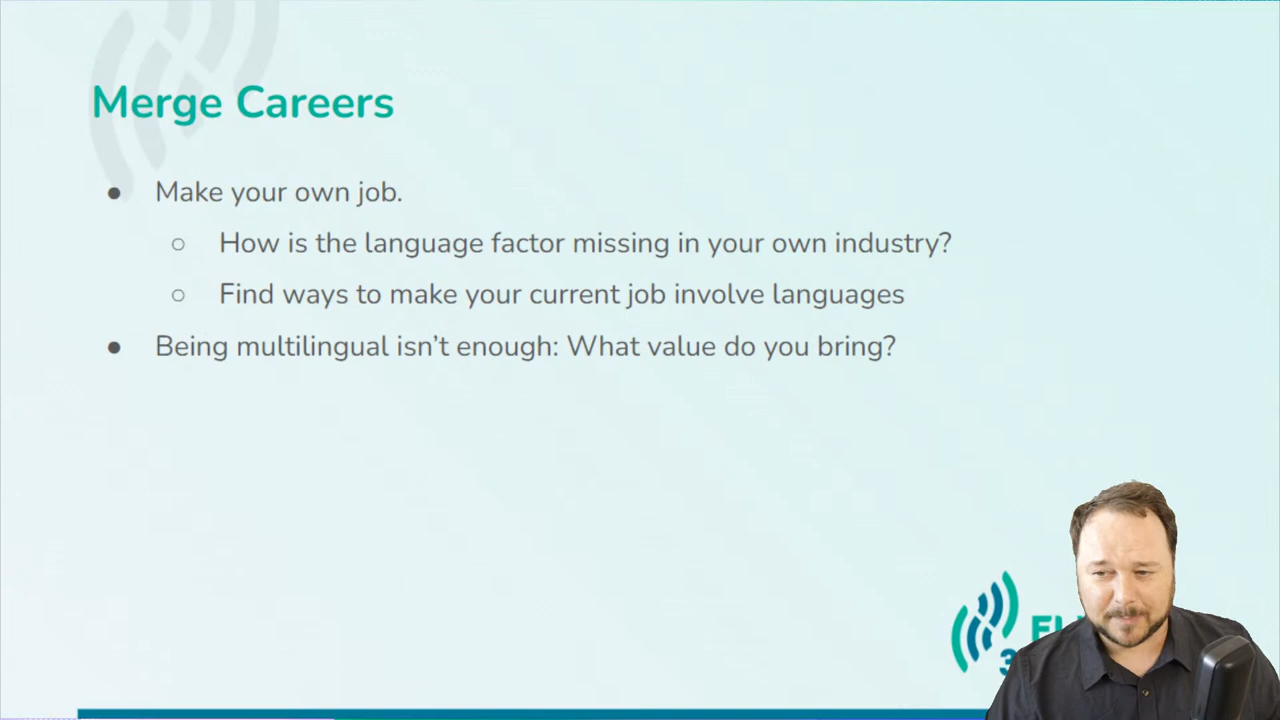 Merge Careers
● Make your own job.
○ How is the language factor missing in your own industry?
○ Find ways to make your current job involve languages
● Being multilingual isn’t enough: What value do you bring?
3